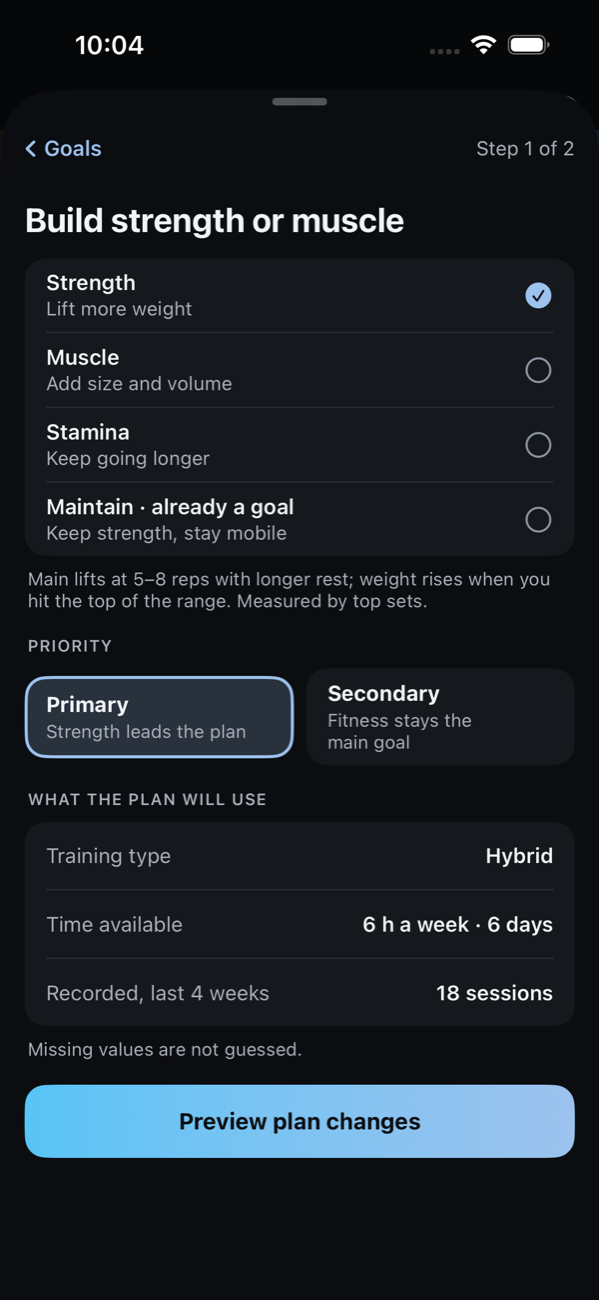 10:04
Goals
Step 1 of 2
Build strength or muscle
Strength
Lift more weight
Muscle
Add size and volume
Stamina
Keep going longer
Maintain · already a goal
Keep strength, stay mobile
Main lifts at 5–8 reps with longer rest; weight rises when you
hit the top of the range. Measured by top sets.
PRIORITY
Primary
Strength leads the plan
Secondary
Fitness stays the
main goal
WHAT THE PLAN WILL USE
Training type
Hybrid
Time available
6 h a week · 6 days
Recorded, last 4 weeks
18 sessions
Missing values are not guessed.
Preview plan changes